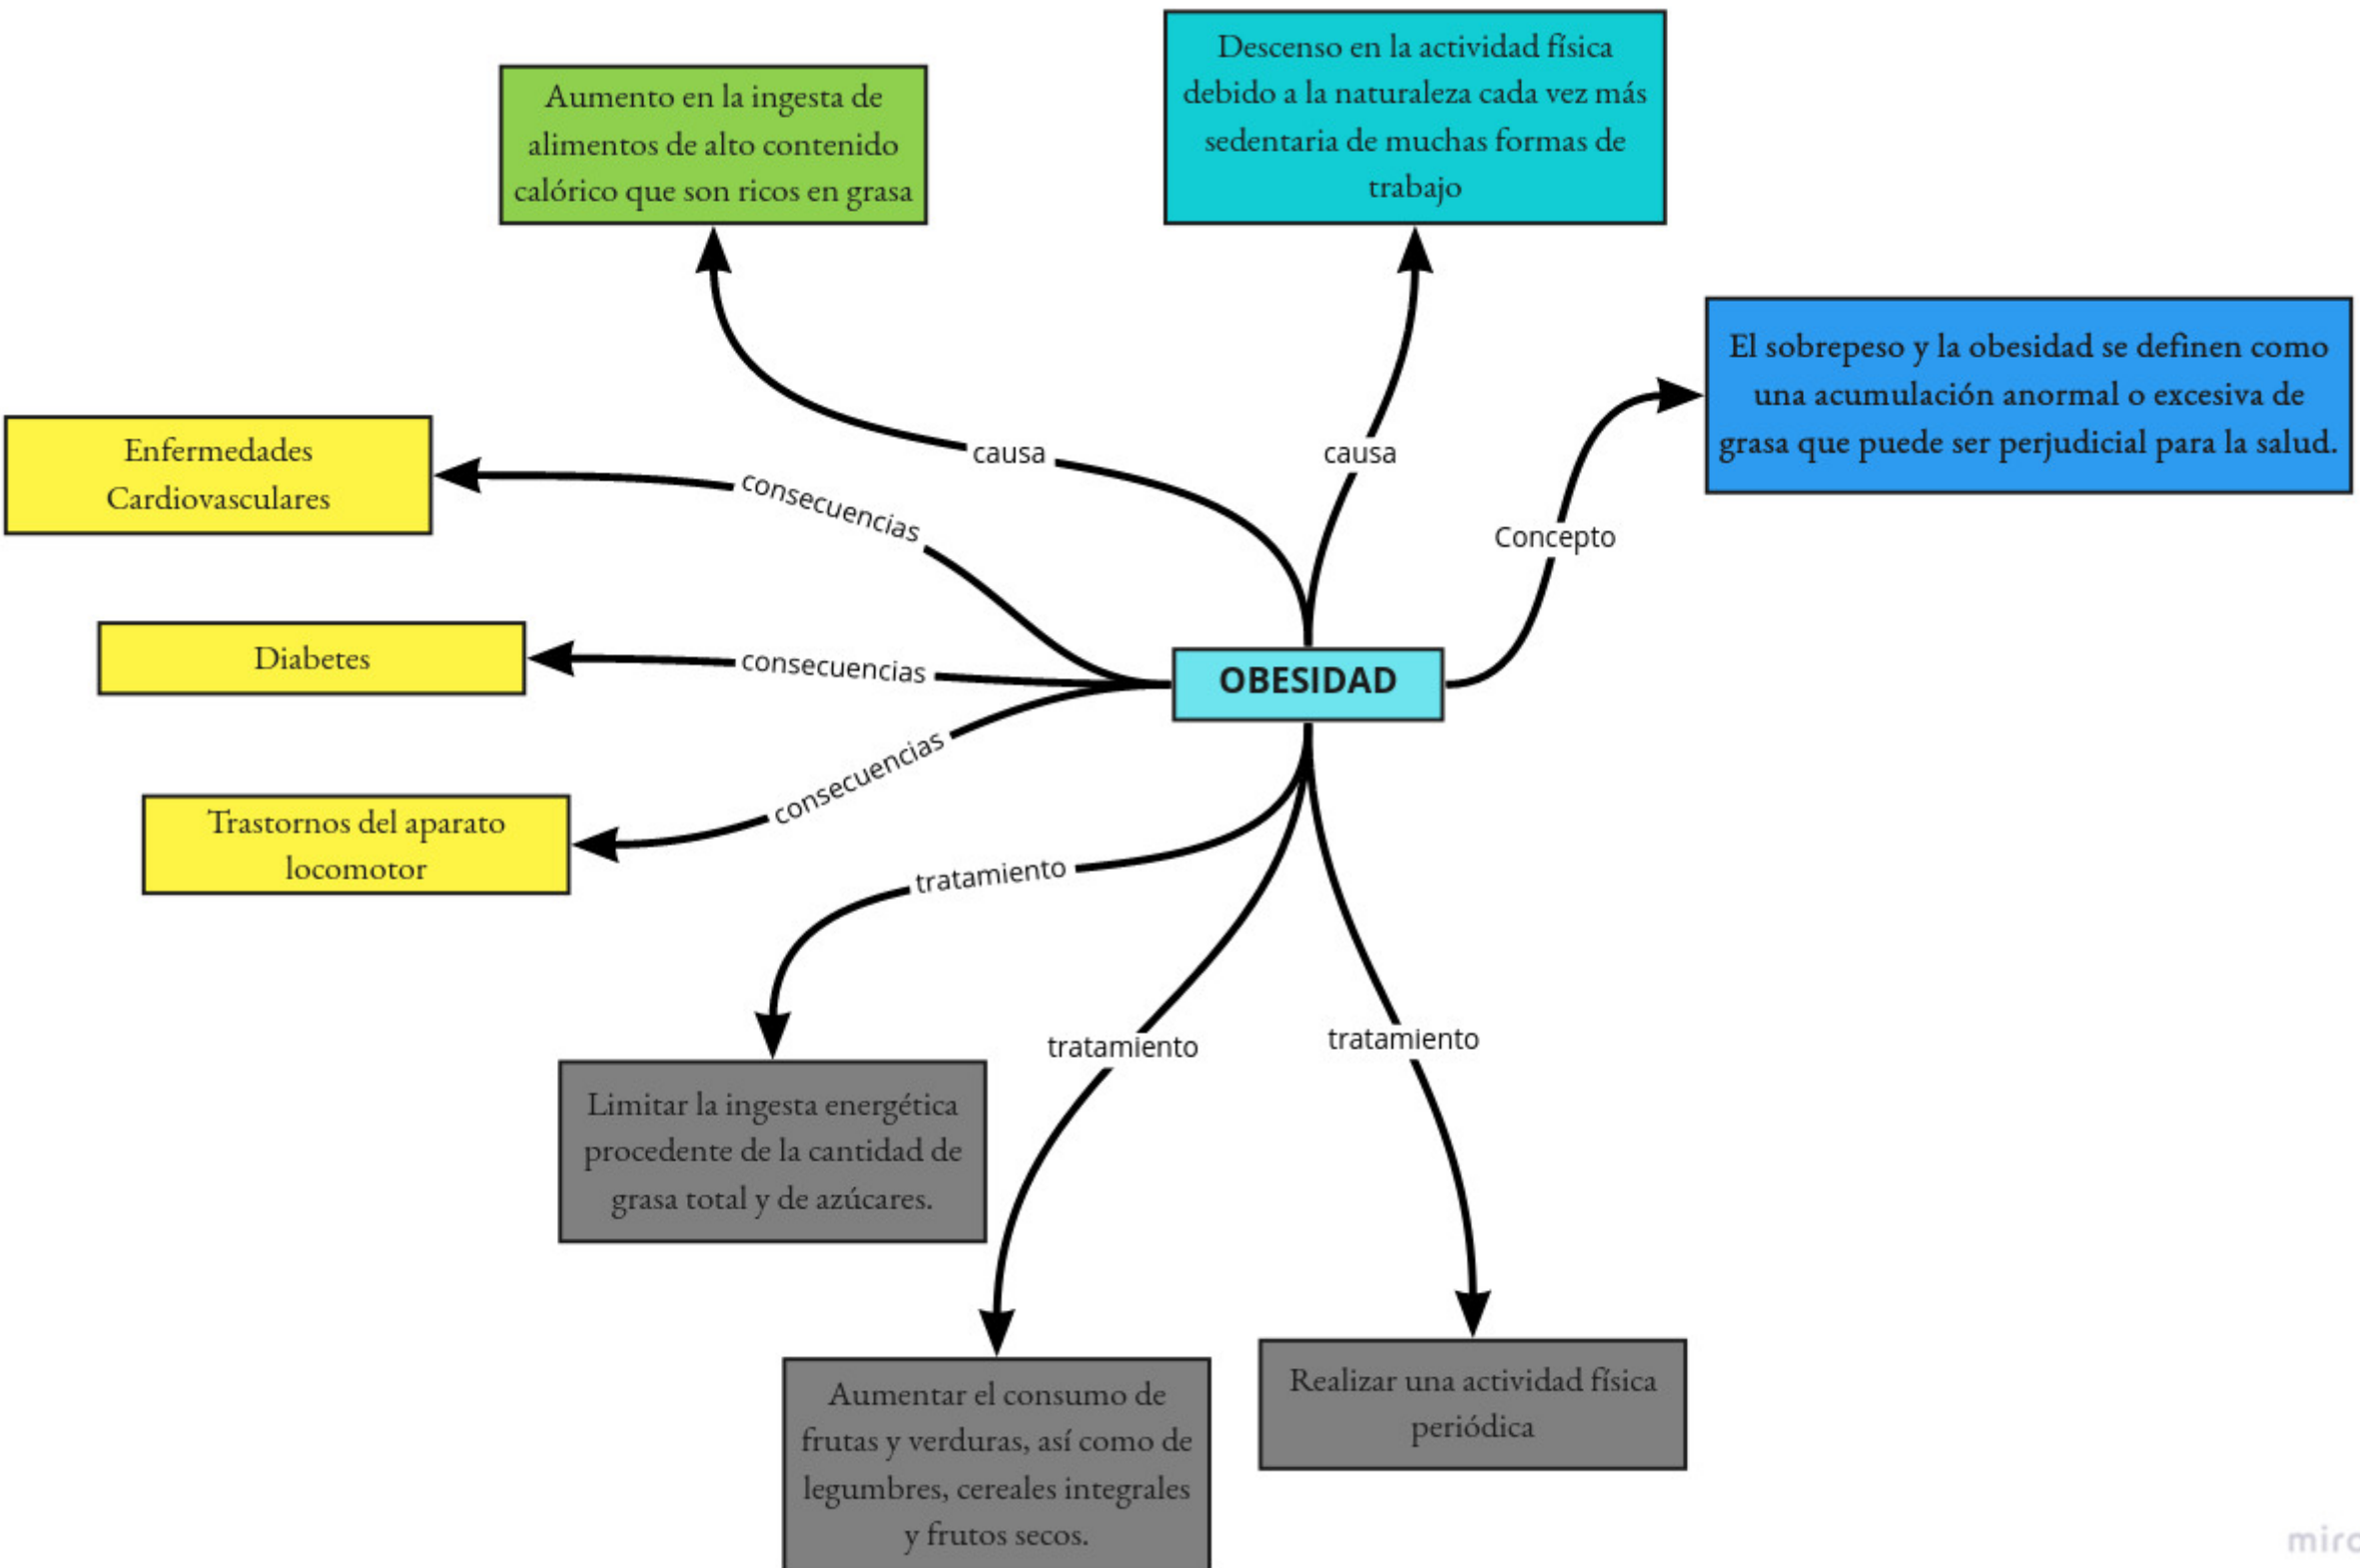 Descenso en la actividad física
debido a la naturaleza cada vez más
sedentaria de muchas formas de
trabajo
Aumento en la ingesta de
alimentos de alto contenido
calórico que son ricos en grasa
El sobrepeso y la obesidad se definen como
una acumulación anormal o excesiva de
grasa que puede ser perjudicial para la salud.
Enfermedades
Cardiovasculares
causa
causa
consecuencias
Concepto
Diabetes
consecuencias
OBESIDAD
consecuencias
Trastornos del aparato
locomotor
tratamiento
tratamiento
tratamiento
Limitar la ingesta energética
procedente de la cantidad de
grasa total y de azúcares.
Aumentar el consumo de
frutas y verduras, así como de
legumbres, cereales integrales
y frutos secos.
Realizar una actividad física
periódica
miro